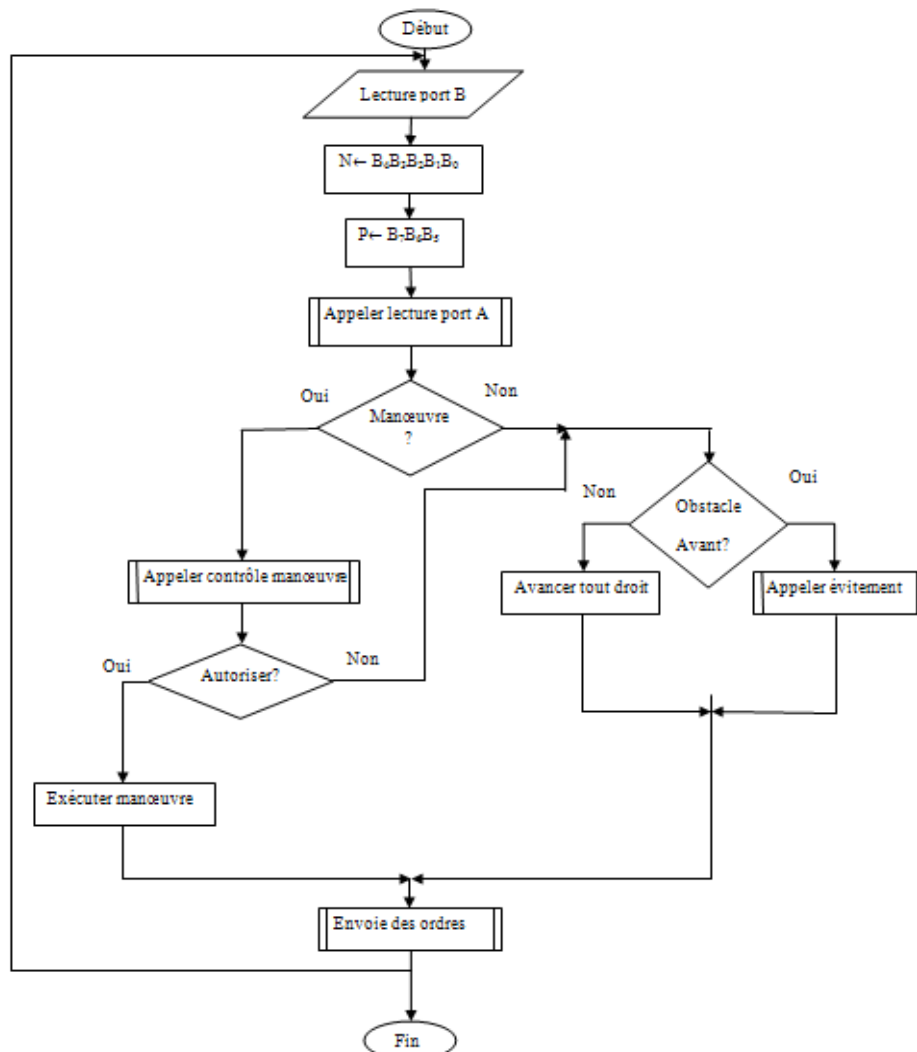 Début
Lecture port B
N← B₄B₃B₂B₁B₀
P← B₇B₆B₅
Appeler lecture port A
Oui
Non
Manœuvre
?
Non
Oui
Obstacle
Avant?
Appeler contrôle manœuvre
Avancer tout droit
Appeler évitement
Oui
Non
Autoriser?
Exécuter manœuvre
Envoie des ordres
Fin